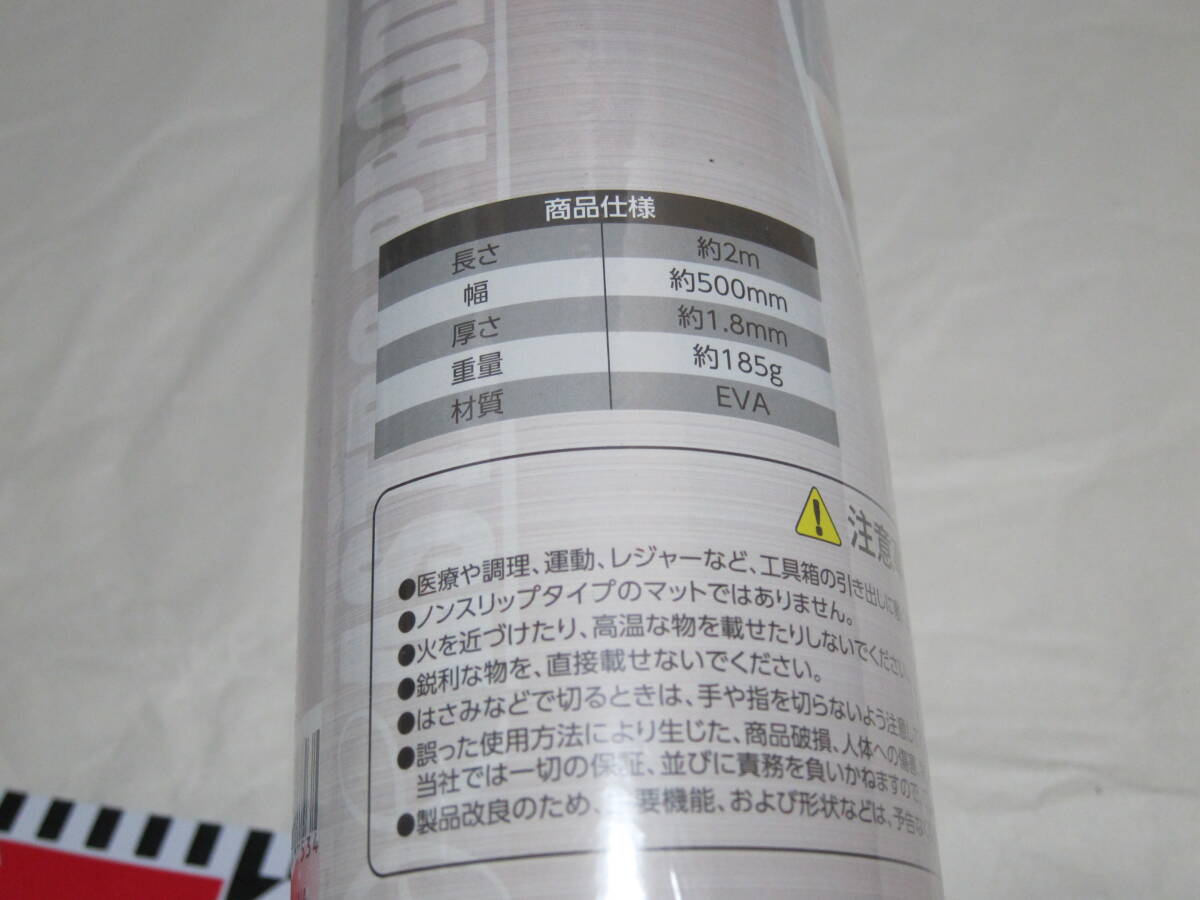 商品仕様
長さ 約2m
幅 約500mm
厚さ 約1.8mm
重量 約185g
材質 EVA
注意
●医療や調理、運動、レジャーなど、工具箱の引き出しに
●ノンスリップタイプのマットではありません。
●火を近づけたり、高温な物を載せたりしないでください
●鋭利な物を、直接載せないでください。
●はさみなどで切るときは、手や指を切らないよう注意し
●誤った使用方法により生じた、商品破損、人体への傷害
当社では一切の保証、並びに責務を負いかねますので、
●製品改良のため、主要機能、および形状などは、予告な
534